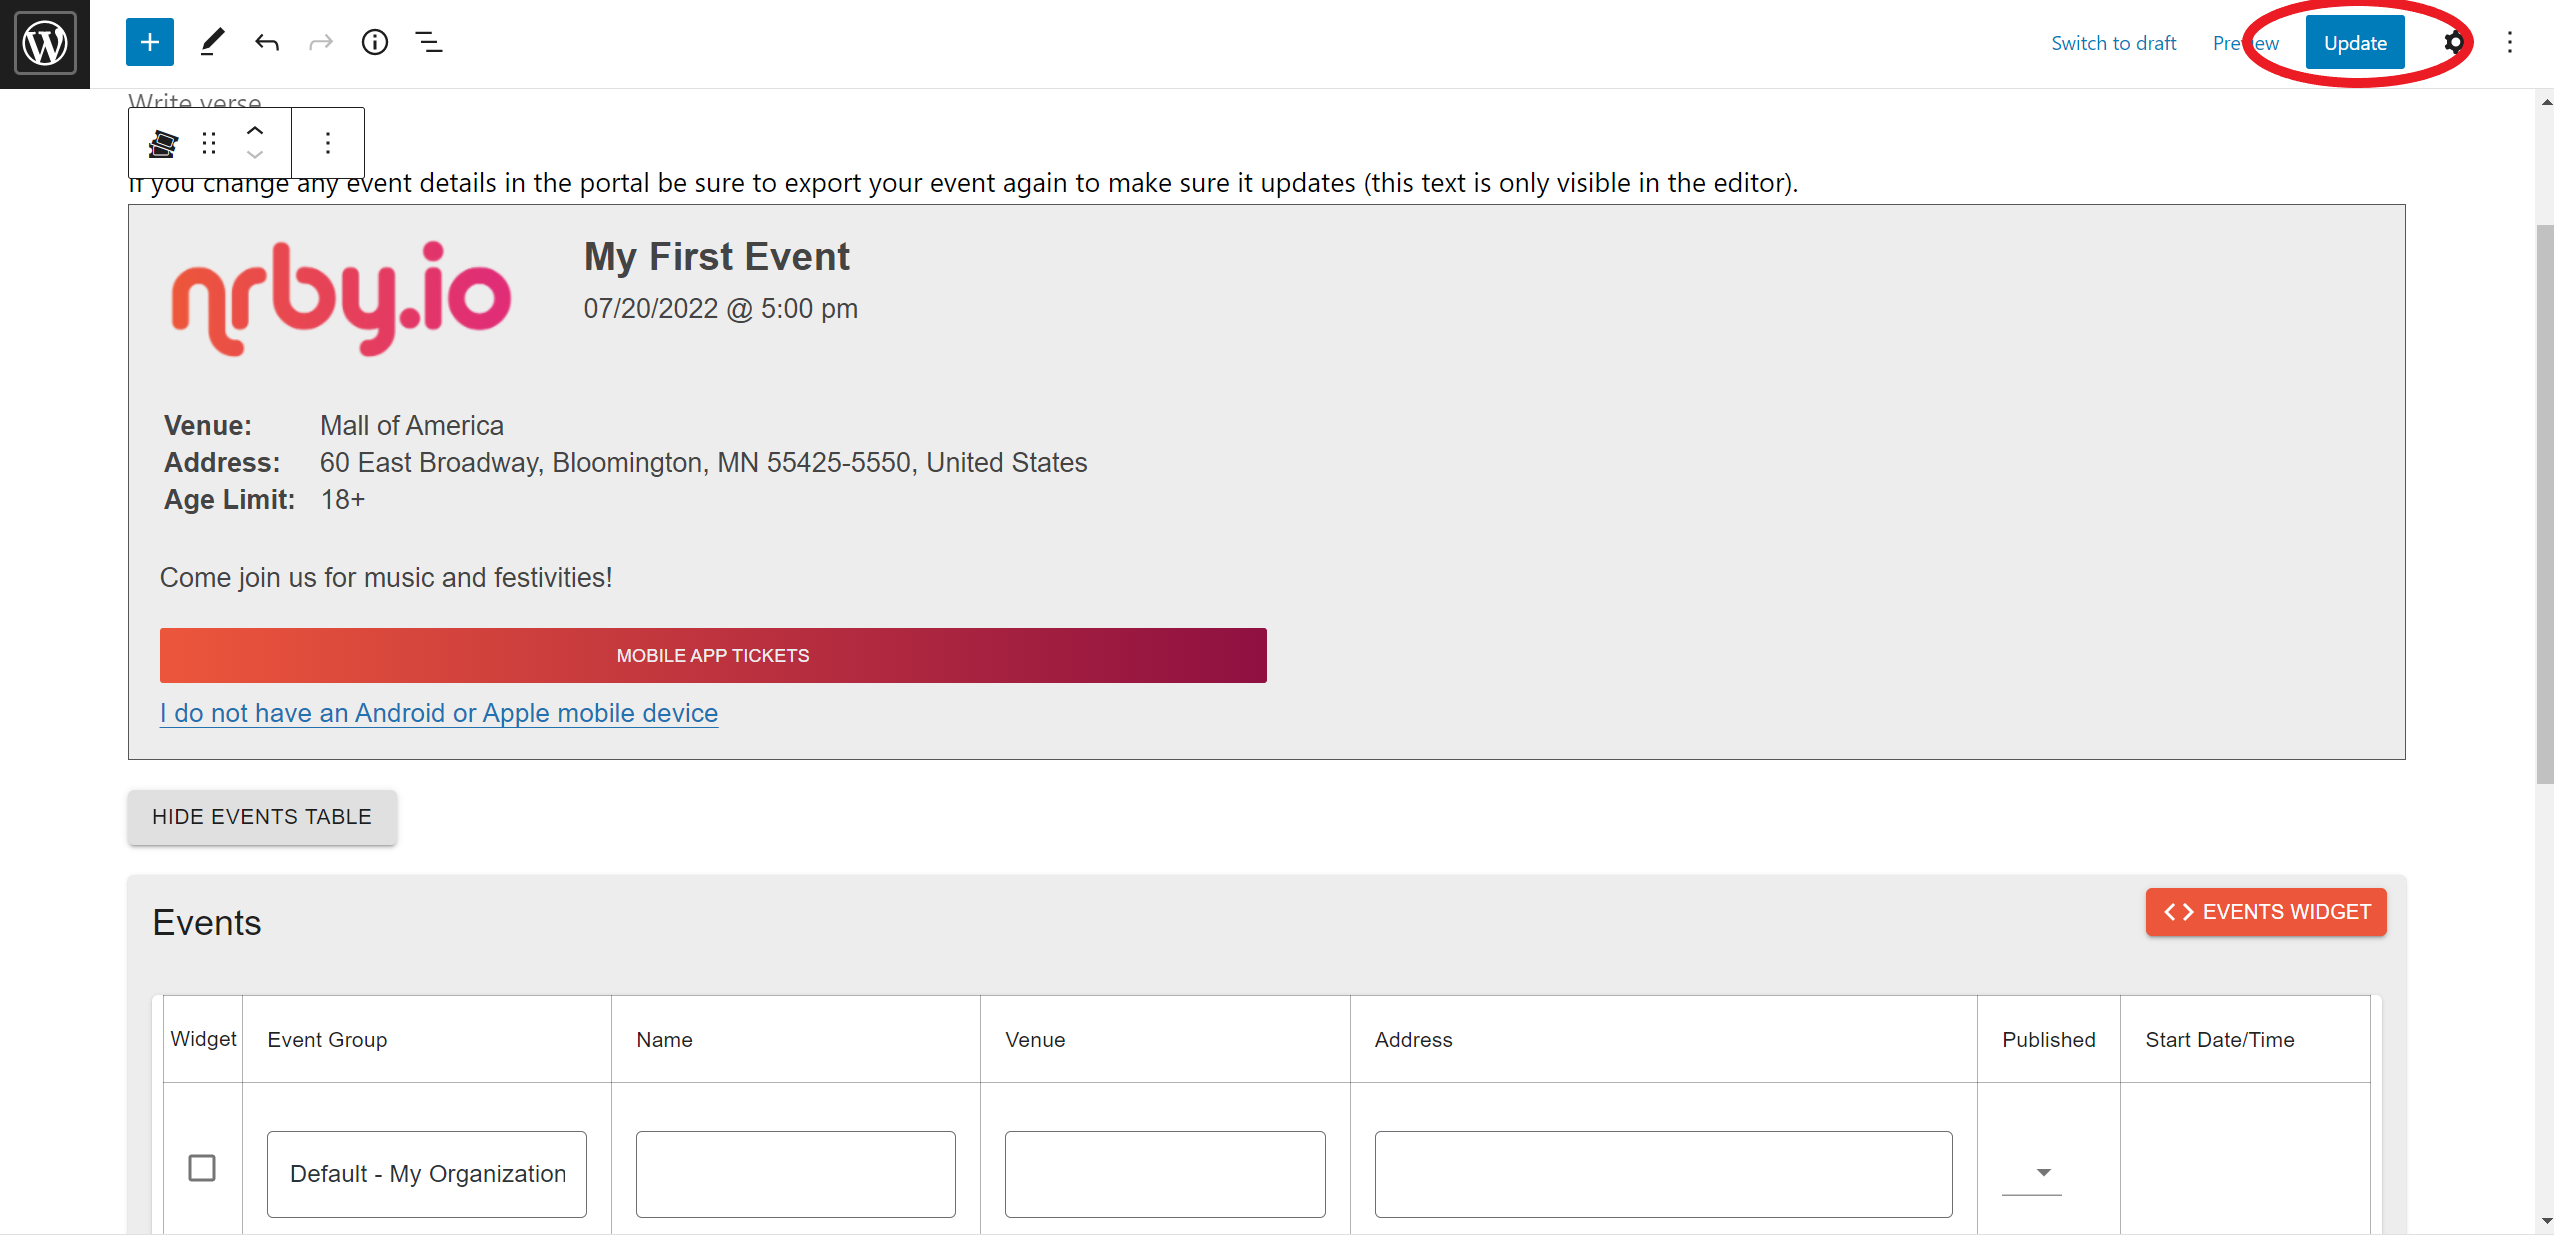 Switch to draft Preview Update
Write verse
If you change any event details in the portal be sure to export your event again to make sure it updates (this text is only visible in the editor).
nrby.io
My First Event
07/20/2022 @ 5:00 pm
Venue: Mall of America
Address: 60 East Broadway, Bloomington, MN 55425-5550, United States
Age Limit: 18+
Come join us for music and festivities!
MOBILE APP TICKETS
I do not have an Android or Apple mobile device
HIDE EVENTS TABLE
Events
<> EVENTS WIDGET
Widget Event Group Name Venue Address Published Start Date/Time
Default - My Organization